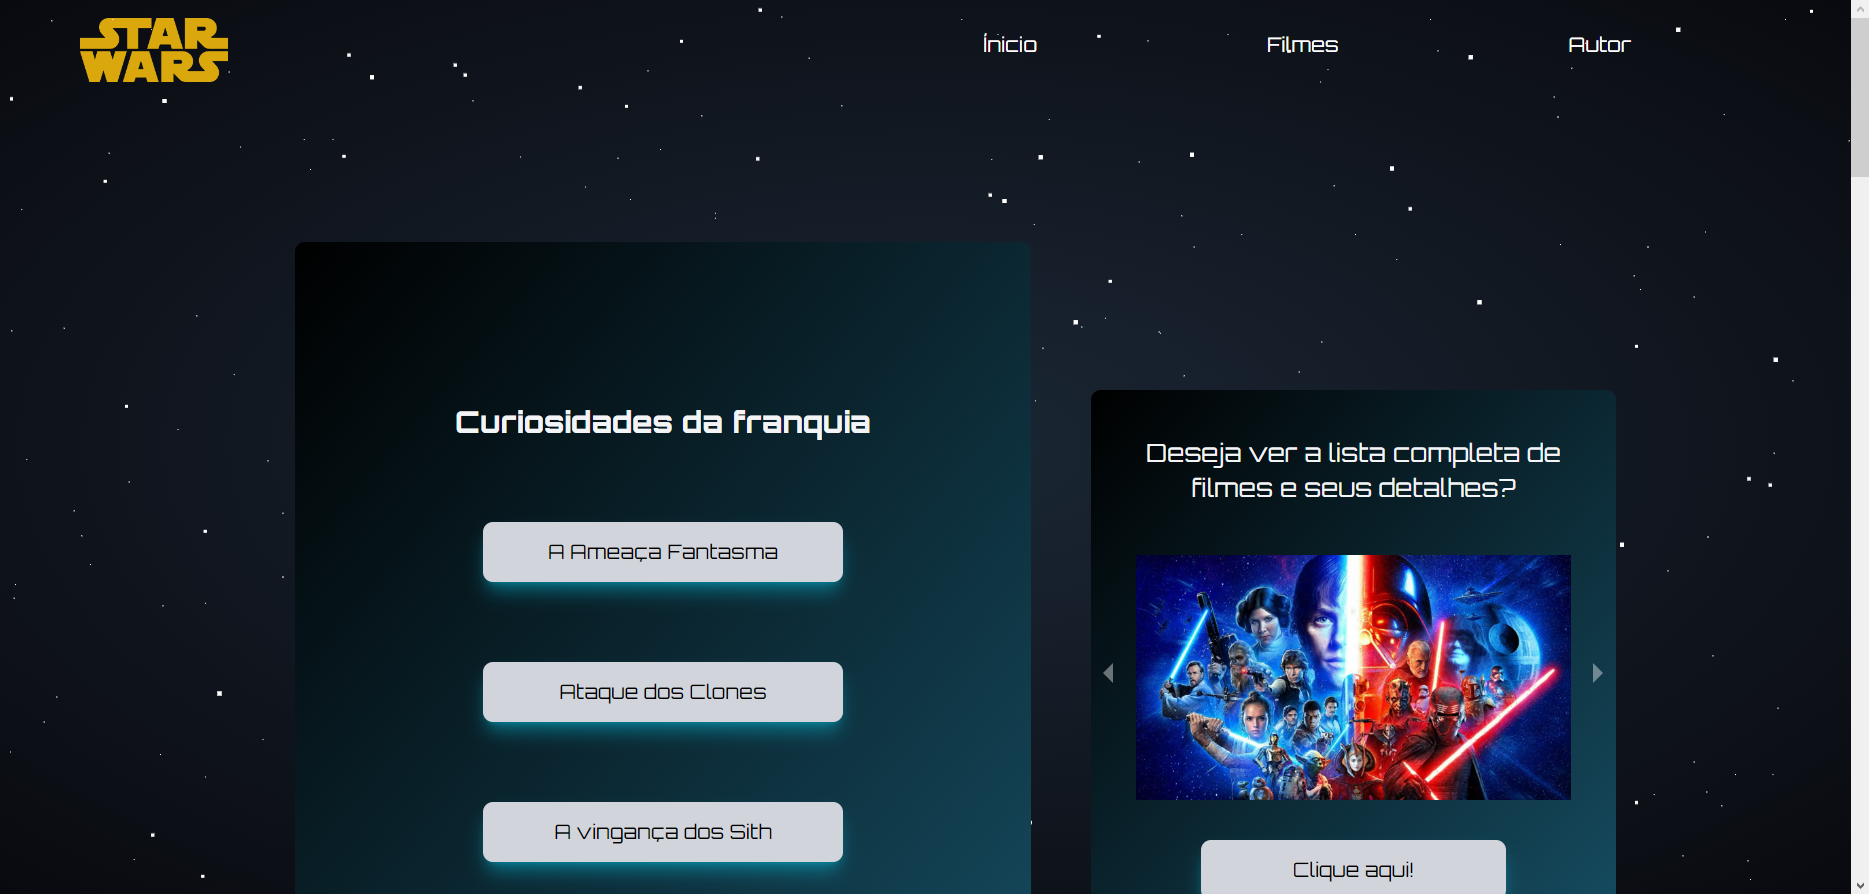 STAR
WARS
Ínicio
Filmes
Autor
Curiosidades da franquia
A Ameaça Fantasma
Ataque dos Clones
A vingança dos Sith
Deseja ver a lista completa de
filmes e seus detalhes?
Clique aqui!